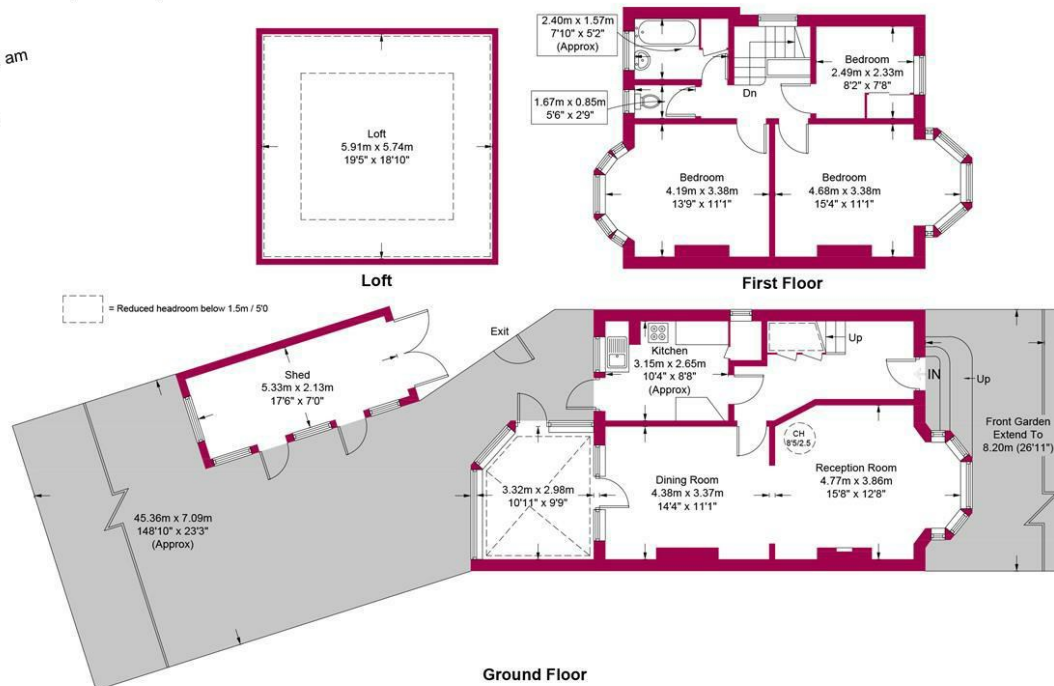 am
Loft
5.91m x 5.74m
19'5" x 18'10"
Loft
2.40m x 1.57m
7'10" x 5'2"
(Approx)
1.67m x 0.85m
5'6" x 2'9"
Dn
Bedroom
2.49m x 2.33m
8'2" x 7'8"
Bedroom
4.19m x 3.38m
13'9" x 11'1"
Bedroom
4.68m x 3.38m
15'4" x 11'1"
First Floor
= Reduced headroom below 1.5m / 5'0
Shed
5.33m x 2.13m
17'6" x 7'0"
Exit
Kitchen
3.15m x 2.65m
10'4" x 8'8"
(Approx)
Up
IN
Up
Front Garden
Extend To
8.20m (26'11")
CH
8'5/2.5
Reception Room
4.77m x 3.86m
15'8" x 12'8"
Dining Room
4.38m x 3.37m
14'4" x 11'1"
3.32m x 2.98m
10'11" x 9'9"
45.36m x 7.09m
148'10" x 23'3"
(Approx)
Ground Floor